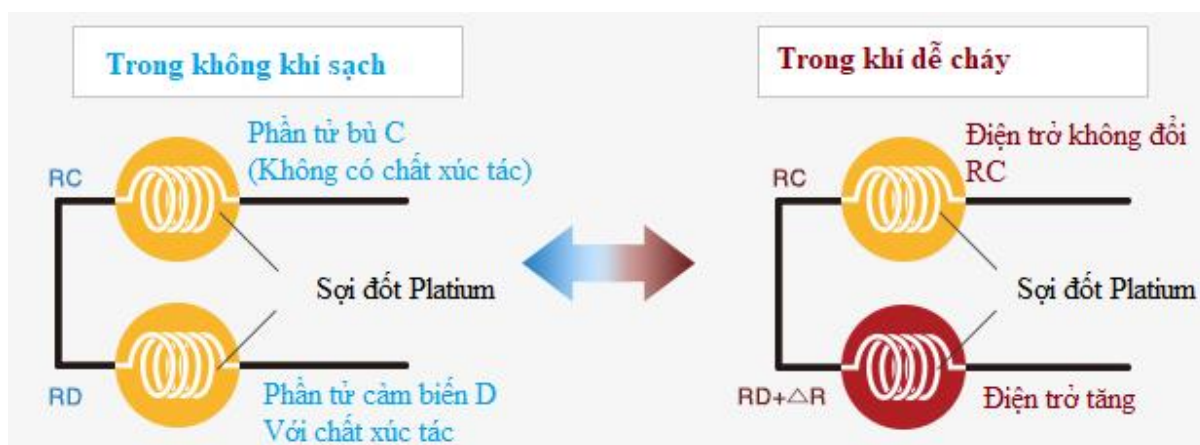 Trong không khí sạch
Phần tử bù C
(Không có chất xúc tác)
RC
Sợi đốt Platium
RD
Phần tử cảm biến D
Với chất xúc tác
Trong khí dễ cháy
Điện trở không đổi
RC
RC
Sợi đốt Platium
RD+△R
Điện trở tăng